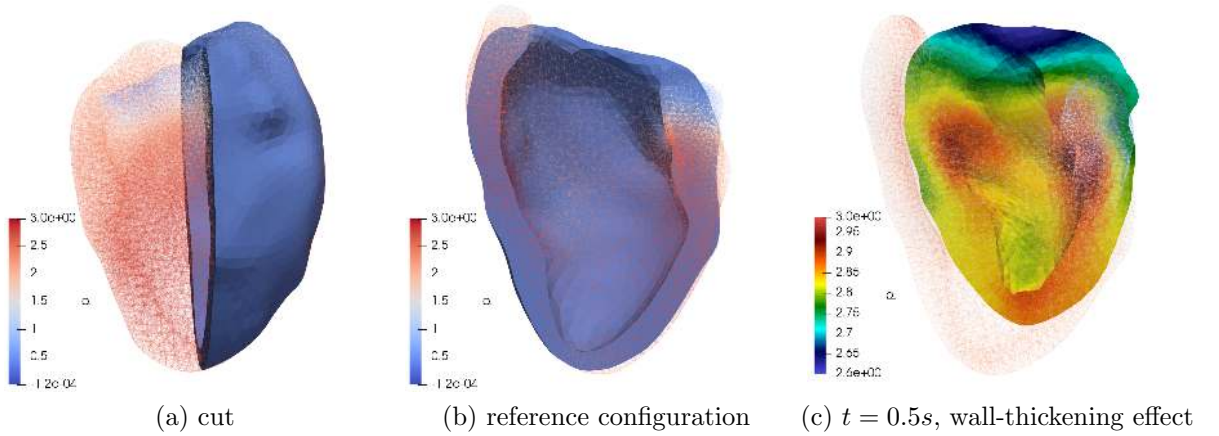 3.0e+00
2.5
2
1.5
1
0.5
-1.2e-04
3.0e+00
2.5
2
1.5
1
0.5
-1.2e-04
3.0e+00
2.95
2.9
2.85
2.8
2.75
2.7
2.65
2.6e+00
(a) cut
(b) reference configuration
(c) t = 0.5s, wall-thickening effect